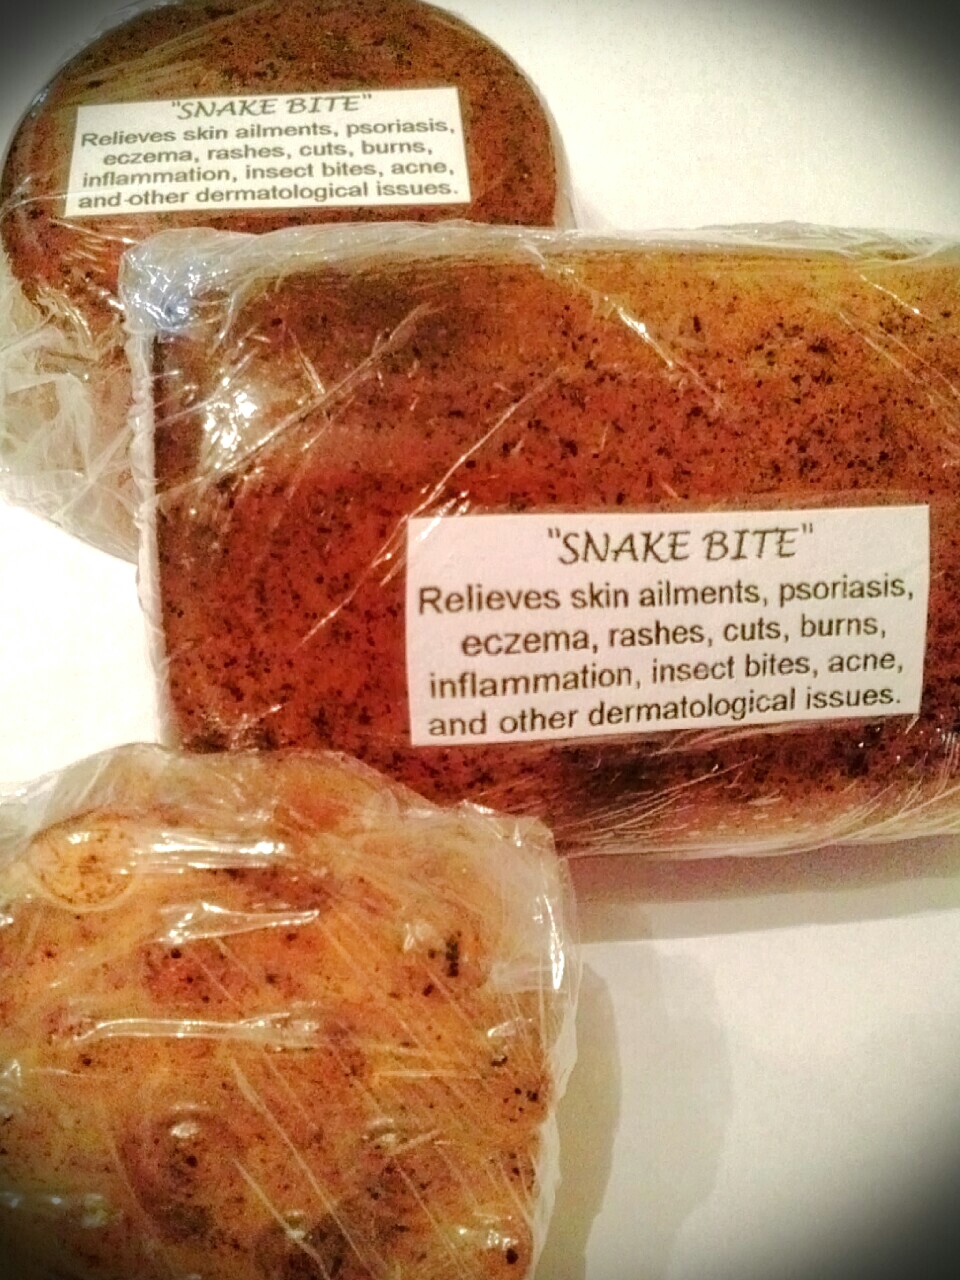 "SNAKE BITE"
Relieves skin ailments, psoriasis,
eczema, rashes, cuts, burns,
inflammation, insect bites, acne,
and other dermatological issues.
"SNAKE BITE"
Relieves skin ailments, psoriasis,
eczema, rashes, cuts, burns,
inflammation, insect bites, acne,
and other dermatological issues.